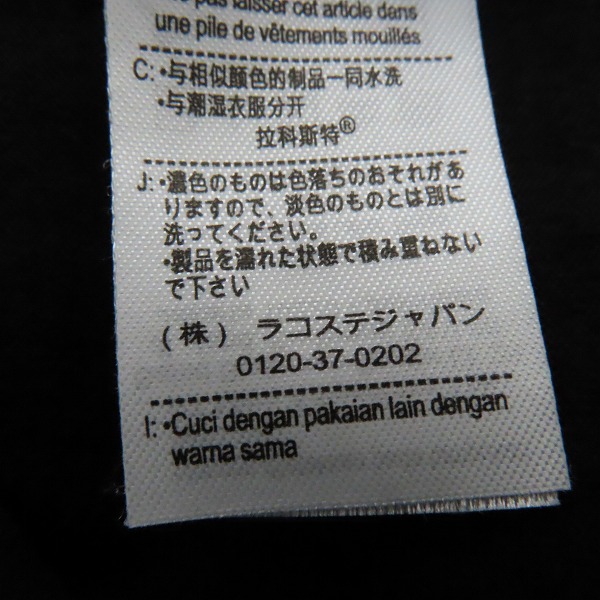 pas laisser cet article dans
une pile de vêtements mouillés
C: •与相似颜色的制品一同水洗
•与潮湿衣服分开
拉科斯特®
J: •濃色のものは色落ちのおそれがあ
りますので、淡色のものとは別に
洗ってください。
•製品を濡れた状態で積み重ねない
で下さい
(株) ラコステジャパン
0120-37-0202
I: •Cuci dengan pakaian lain dengan
warna sama